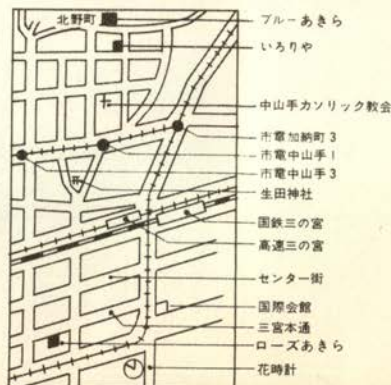 北野町
ブルーあきら
いろりや
中山手カソリック教会
市電加納町3
市電中山手1
市電中山手3
生田神社
国鉄三の宮
高速三の宮
センター街
国際会館
三宮本通
ローズあきら
花時計